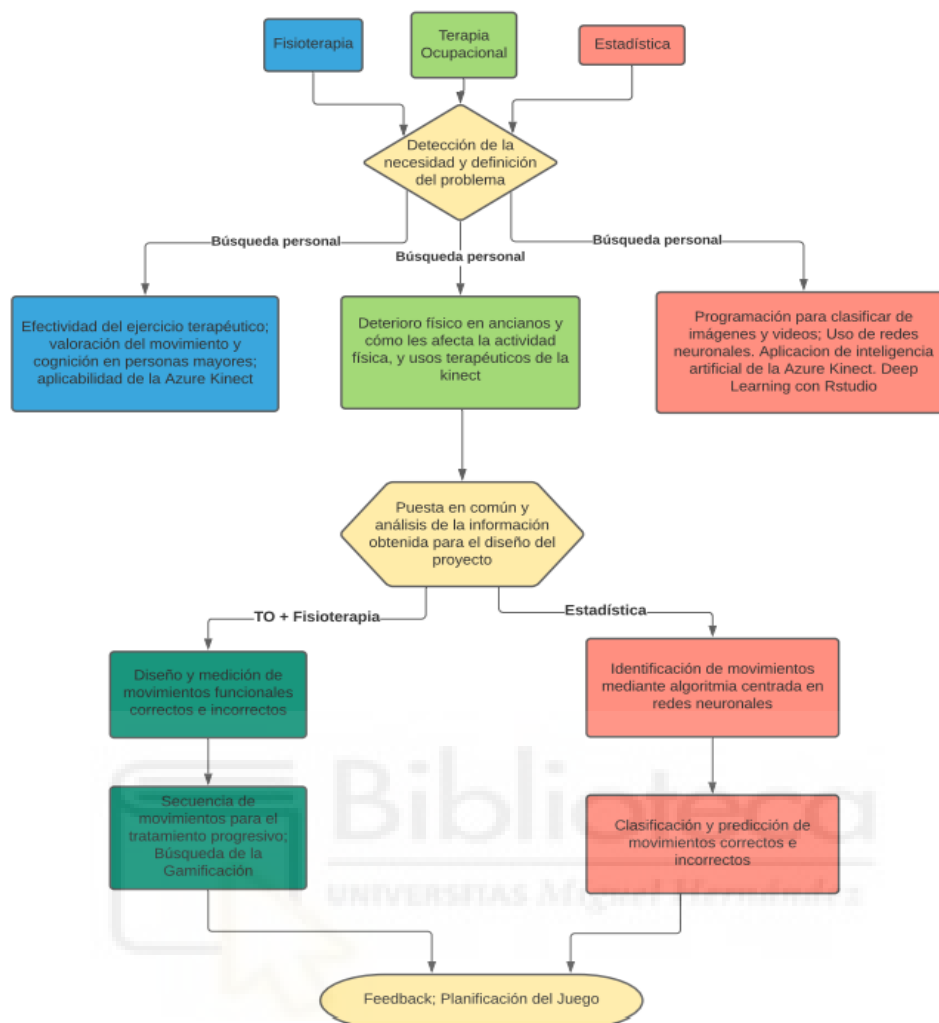 Fisioterapia
Terapia
Ocupacional
Estadística
Detección de la
necesidad y definición
del problema
Búsqueda personal
Búsqueda personal
Búsqueda personal
Efectividad del ejercicio terapéutico;
valoración del movimiento y
cognición en personas mayores;
aplicabilidad de la Azure Kinect
Deterioro físico en ancianos y
cómo les afecta la actividad
física, y usos terapéuticos de la
kinect
Programación para clasificar de
imágenes y videos; Uso de redes
neuronales. Aplicacion de inteligencia
artificial de la Azure Kinect. Deep
Learning con Rstudio
Puesta en común y
análisis de la información
obtenida para el diseño del
proyecto
TO + Fisioterapia
Estadística
Diseño y medición de
movimientos funcionales
correctos e incorrectos
Identificación de movimientos
mediante algoritmia centrada en
redes neuronales
Secuencia de
movimientos para el
tratamiento progresivo;
Búsqueda de la
Gamificación
Clasificación y predicción de
movimientos correctos e
incorrectos
Biblioteca
UNIVERSITAS Miguel Hernández
Feedback; Planificación del Juego